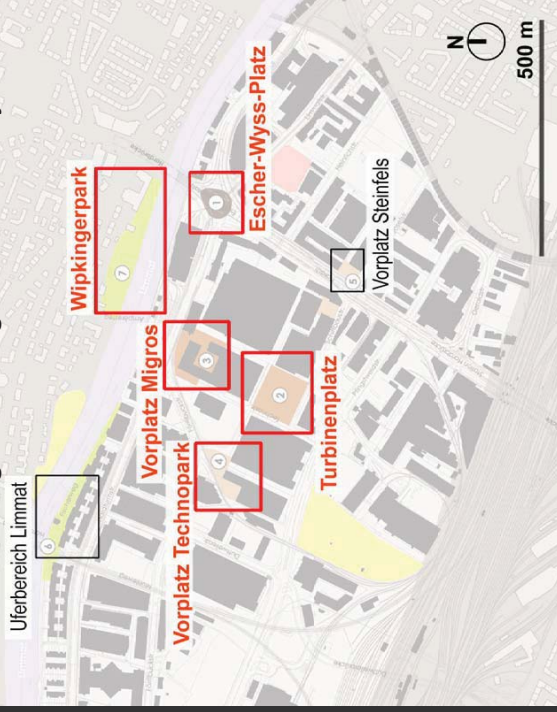 Uferbereich Limmat
Wipkingerpark
Escher-Wyss-Platz
Vorplatz Migros
Vorplatz Technopark
Turbinenplatz
Vorplatz Steinfels
1
2
3
4
5
6
7
N
500 m